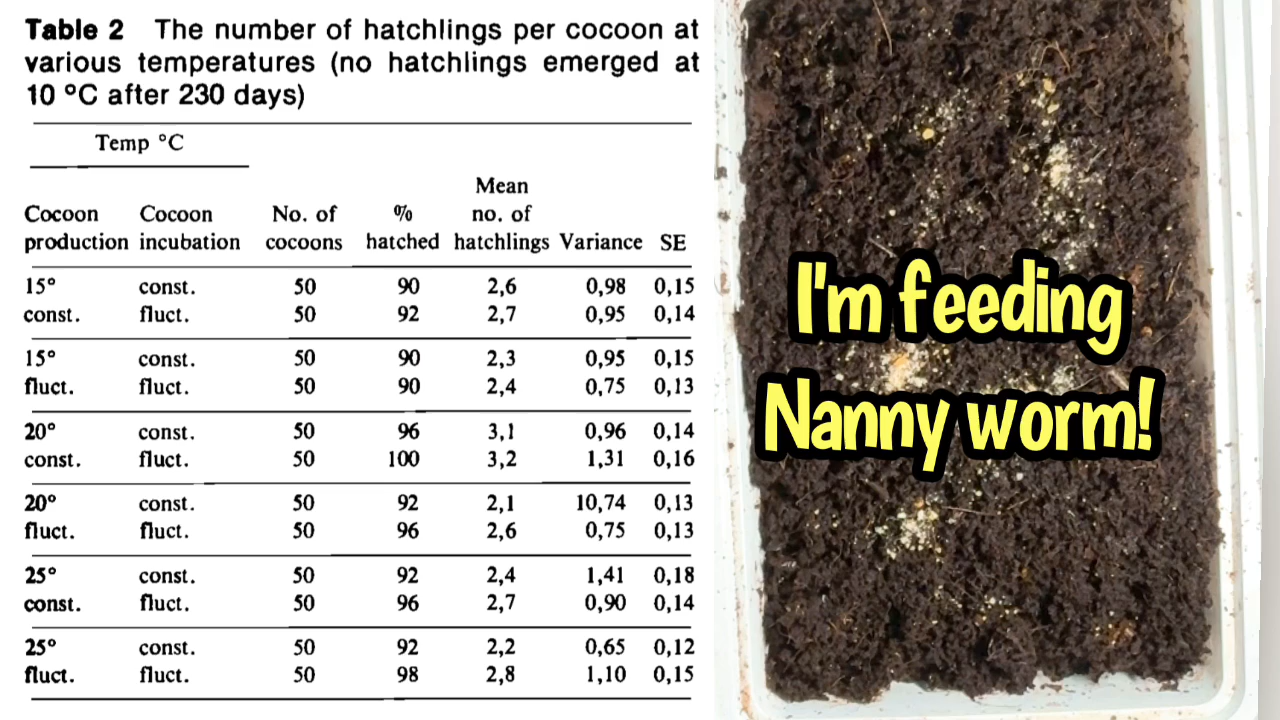 Table 2 The number of hatchlings per cocoon at
various temperatures (no hatchlings emerged at
10 °C after 230 days)
Temp °C
Mean
Cocoon Cocoon No. of % no. of
production incubation cocoons hatched hatchlings Variance SE
15° const. 50 90 2,6 0,98 0,15
const. fluct. 50 92 2,7 0,95 0,14
15° const. 50 90 2,3 0,95 0,15
fluct. fluct. 50 90 2,4 0,75 0,13
20° const. 50 96 3,1 0,96 0,14
const. fluct. 50 100 3,2 1,31 0,16
20° const. 50 92 2,1 10,74 0,13
fluct. fluct. 50 96 2,6 0,75 0,13
25° const. 50 92 2,4 1,41 0,18
const. fluct. 50 96 2,7 0,90 0,14
25° const. 50 92 2,2 0,65 0,12
fluct. fluct. 50 98 2,8 1,10 0,15
I'm feeding
Nanny worm!